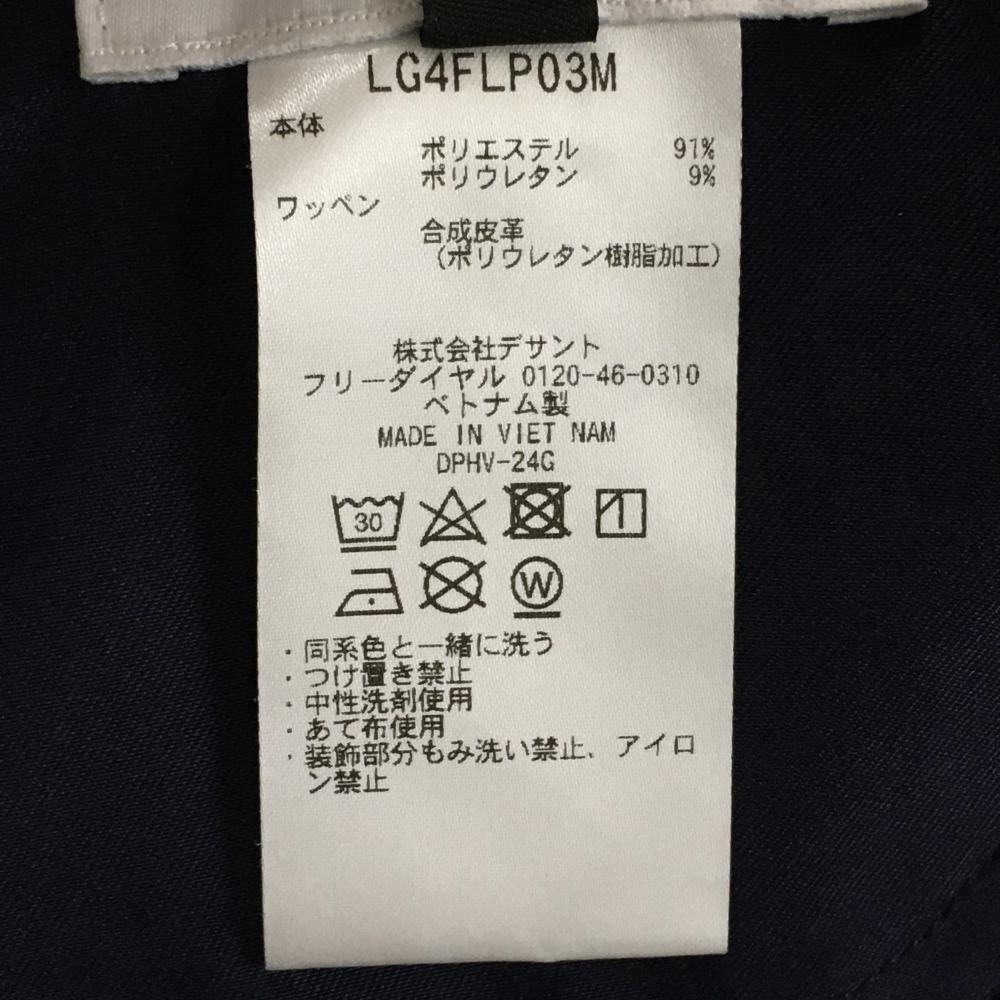 LG4FLP03M
本体
ポリエステル 91%
ポリウレタン 9%
ワッペン
合成皮革
(ポリウレタン樹脂加工)
株式会社デサント
フリーダイヤル 0120-46-0310
ベトナム製
MADE IN VIET NAM
DPHV-24G
30
W
・同系色と一緒に洗う
・つけ置き禁止
・中性洗剤使用
・あて布使用
・装飾部分もみ洗い禁止、アイロ
ン禁止